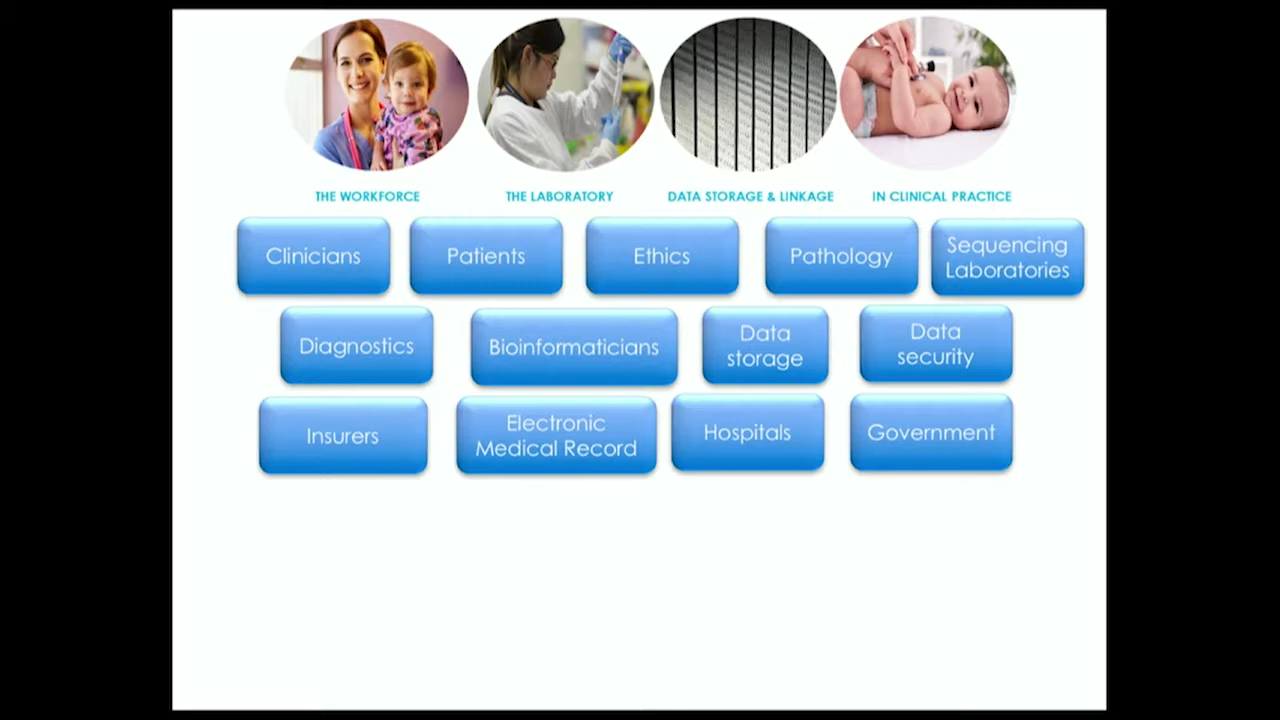 THE WORKFORCE
THE LABORATORY
DATA STORAGE & LINKAGE
IN CLINICAL PRACTICE
Clinicians
Patients
Ethics
Pathology
Sequencing
Laboratories
Diagnostics
Bioinformaticians
Data
storage
Data
security
Insurers
Electronic
Medical Record
Hospitals
Government